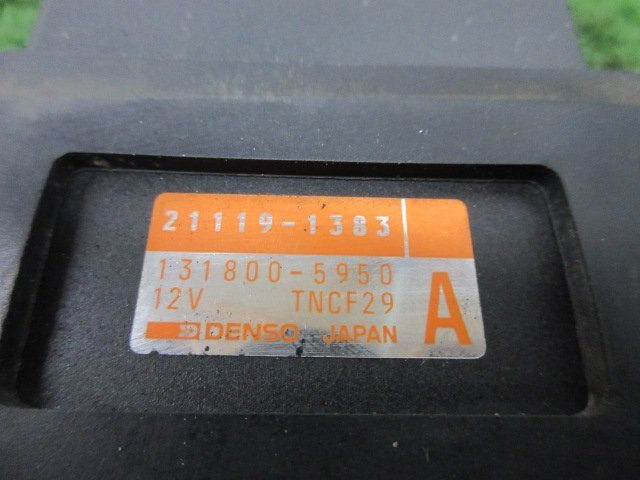 21119-1383
131800-5950
12V TNCF29
DENSO JAPAN
A